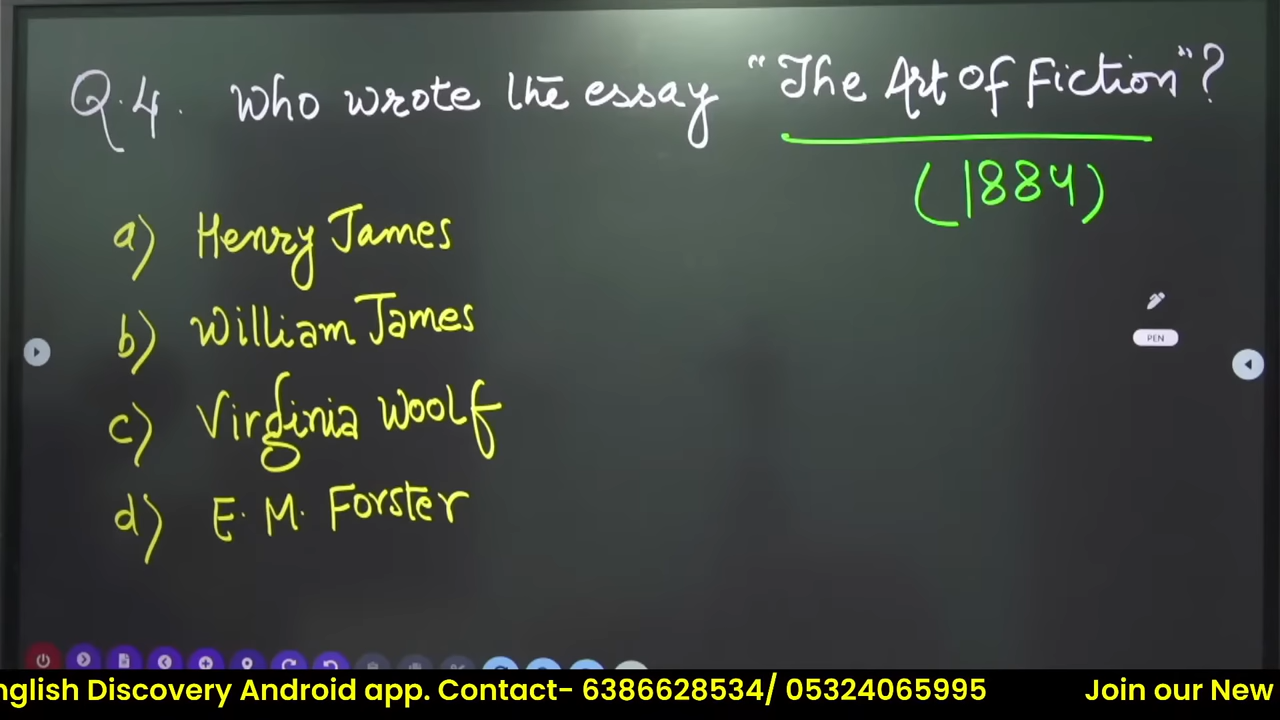 Q.4. Who wrote the essay "The Art of Fiction"?
(1884)
a) Henry James
b) William James
c) Virginia Woolf
d) E. M. Forster
PEN
nglish Discovery Android app. Contact- 6386628534/ 05324065995 Join our New